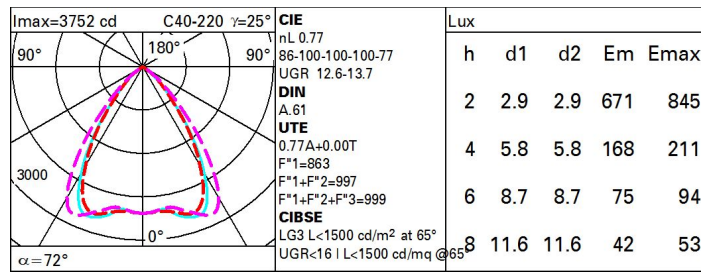 Imax=3752 cd C40-220 γ=25°
90° 180° 90°
3000
0°
α=72°
CIE
nL 0.77
86-100-100-100-77
UGR 12.6-13.7
DIN
A.61
UTE
0.77A+0.00T
F"1=863
F"1+F"2=997
F"1+F"2+F"3=999
CIBSE
LG3 L<1500 cd/m² at 65°
UGR<16 | L<1500 cd/mq @65°
Lux
h d1 d2 Em Emax
2 2.9 2.9 671 845
4 5.8 5.8 168 211
6 8.7 8.7 75 94
8 11.6 11.6 42 53